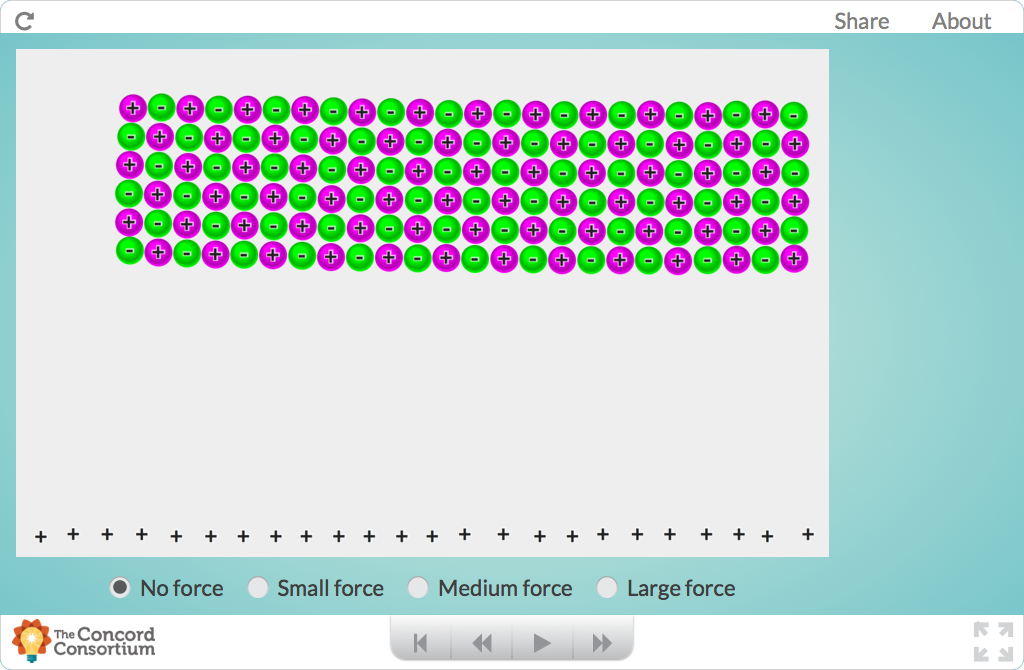 Share About
+ - + - + - + - + - + - + - + - + - + - + - + -
- + - + - + - + - + - + - + - + - + - + - + - +
+ - + - + - + - + - + - + - + - + - + - + - + -
- + - + - + - + - + - + - + - + - + - + - + - +
+ - + - + - + - + - + - + - + - + - + - + - + -
- + - + - + - + - + - + - + - + - + - + - + - +
+ + + + + + + + + + + + + + + + + + + + + + + +
No force Small force Medium force Large force
The Concord
Consortium